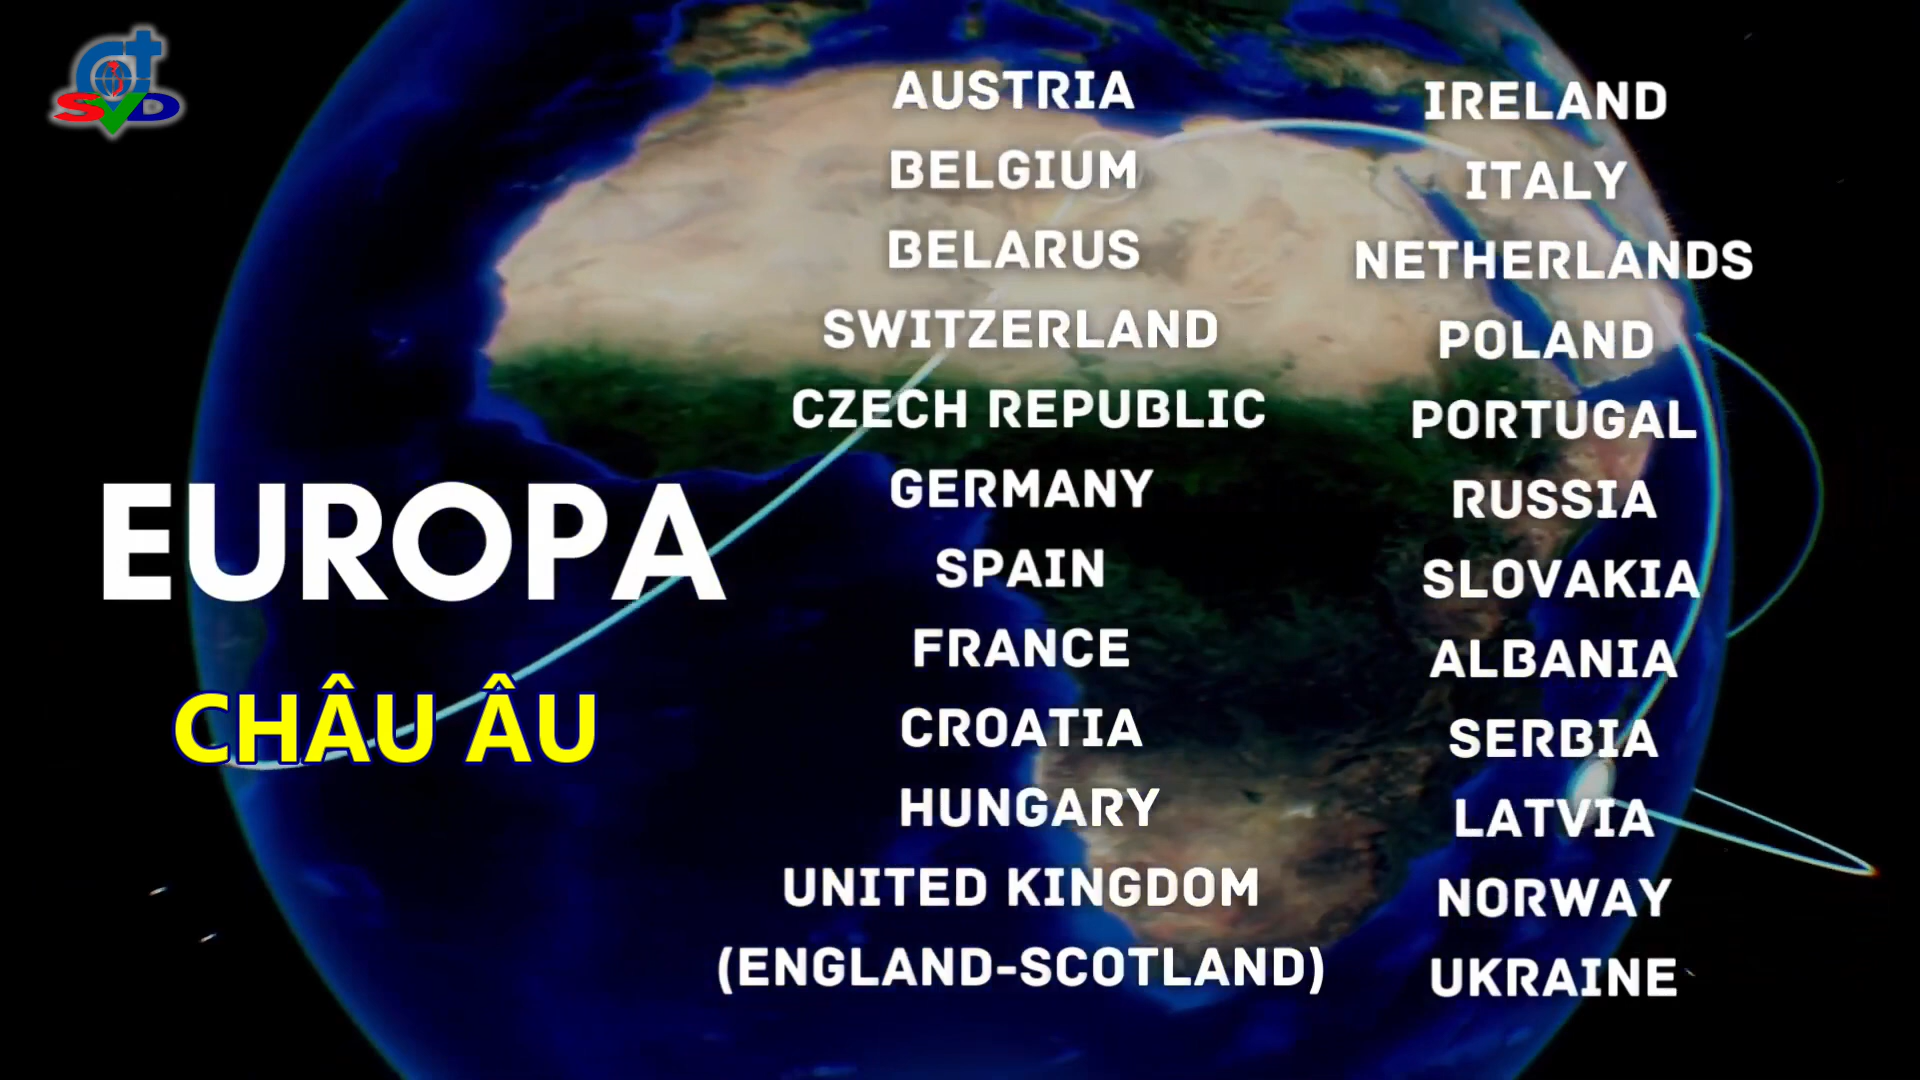 SVD
EUROPA
CHÂU ÂU
AUSTRIA
BELGIUM
BELARUS
SWITZERLAND
CZECH REPUBLIC
GERMANY
SPAIN
FRANCE
CROATIA
HUNGARY
UNITED KINGDOM
(ENGLAND-SCOTLAND)
IRELAND
ITALY
NETHERLANDS
POLAND
PORTUGAL
RUSSIA
SLOVAKIA
ALBANIA
SERBIA
LATVIA
NORWAY
UKRAINE